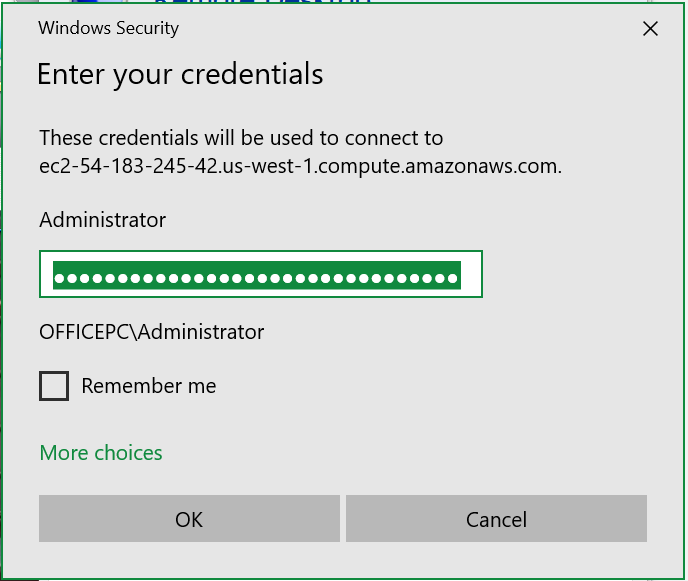 Windows Security
Enter your credentials
These credentials will be used to connect to
ec2-54-183-245-42.us-west-1.compute.amazonaws.com.
Administrator
●●●●●●●●●●●●●●●●●●●●●●●●●●●●●●●●
OFFICEPC\Administrator
Remember me
More choices
OK
Cancel